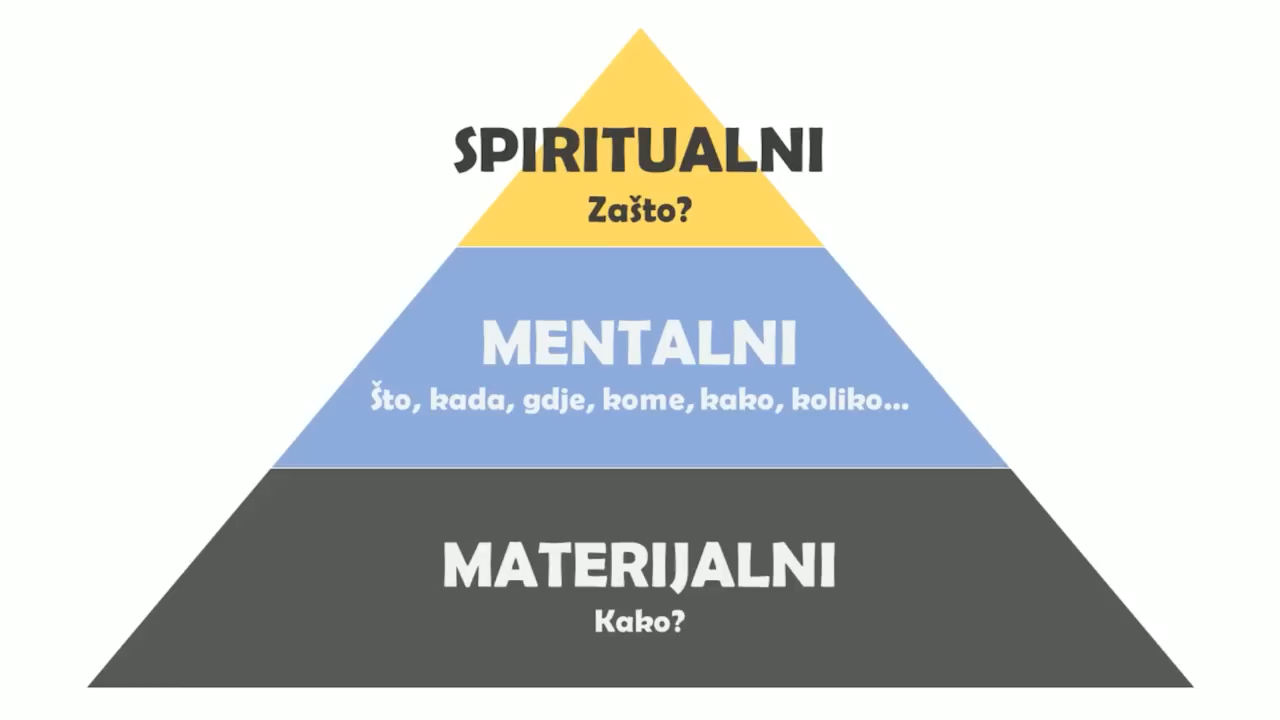 SPIRITUALNI
Zašto?
MENTALNI
Što, kada, gdje, kome, kako, koliko...
MATERIJALNI
Kako?